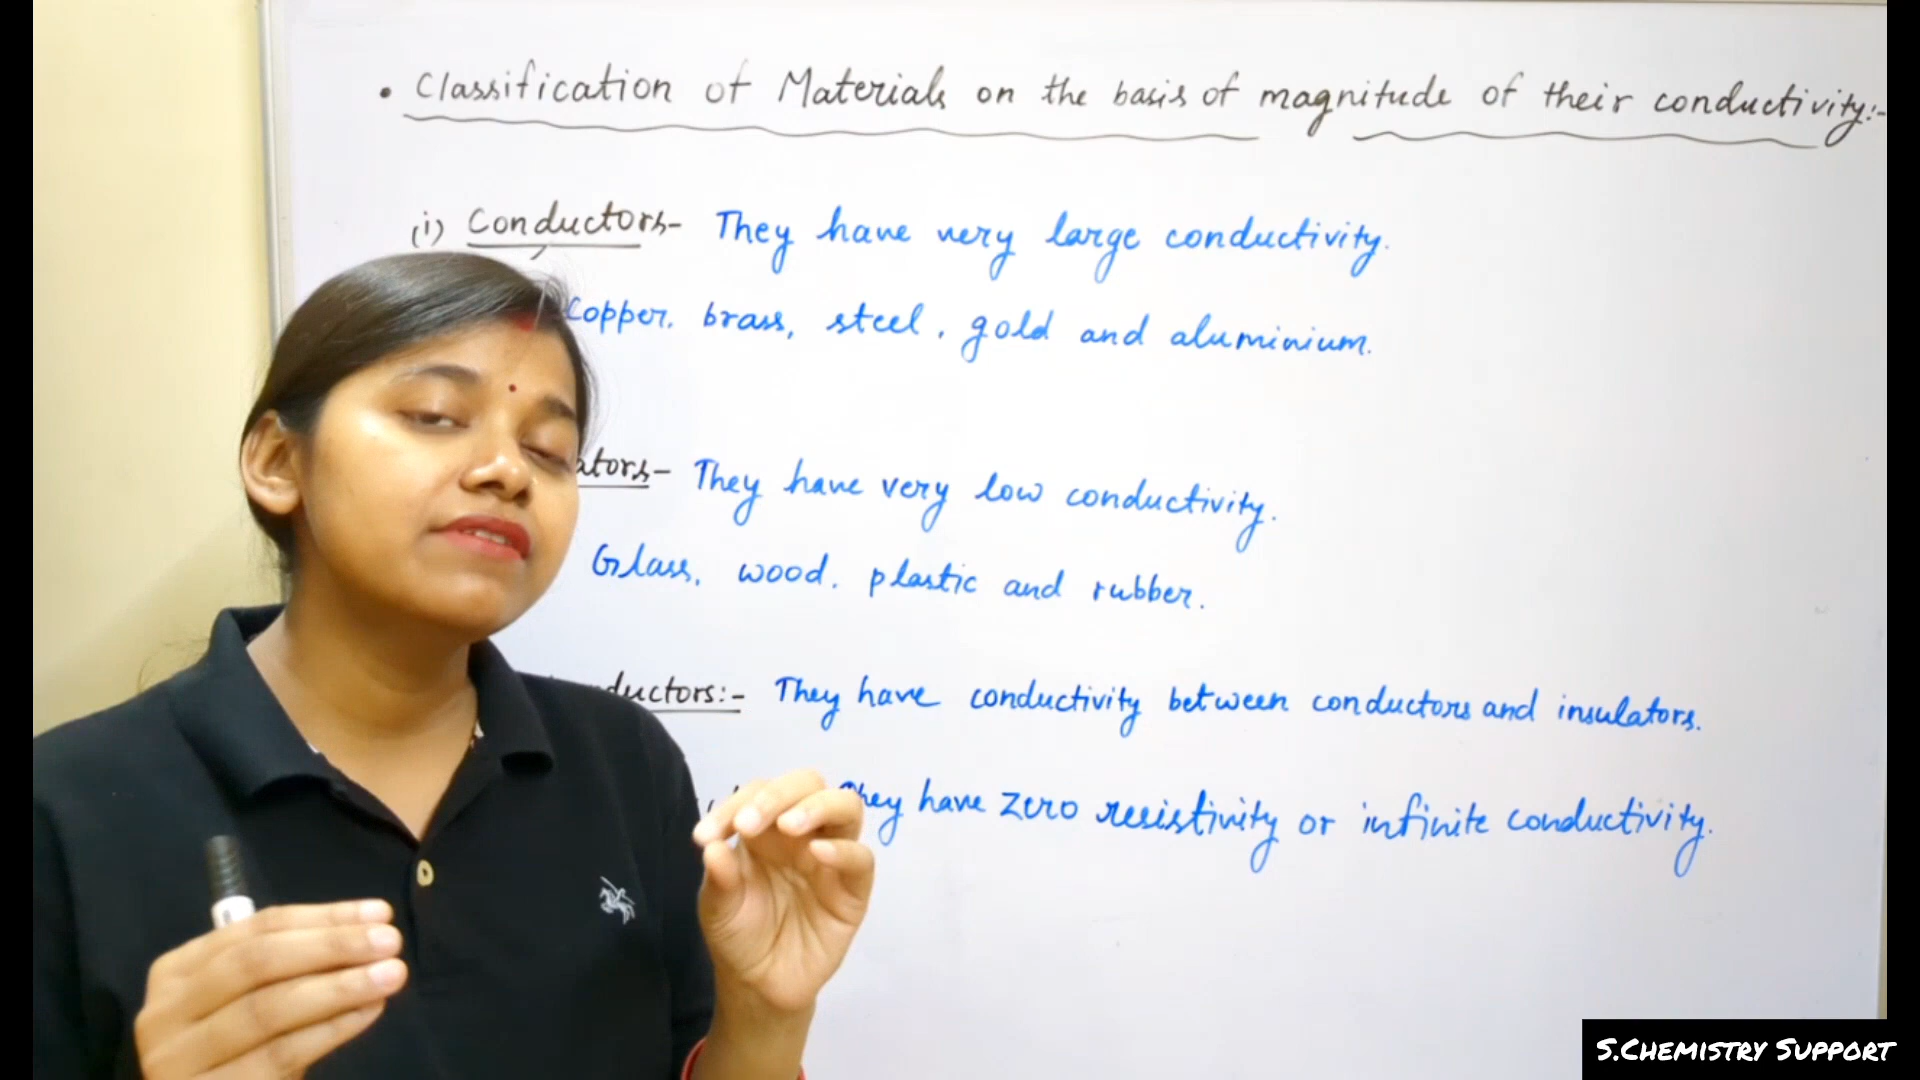 • Classification of Materials on the basis of magnitude of their conductivity:-
(i) Conductors- They have very large conductivity.
Copper, brass, steel, gold and aluminium.
They have very low conductivity.
Glass, wood, plastic and rubber.
They have conductivity between conductors and insulators.
They have zero resistivity or infinite conductivity.
S.Chemistry Support